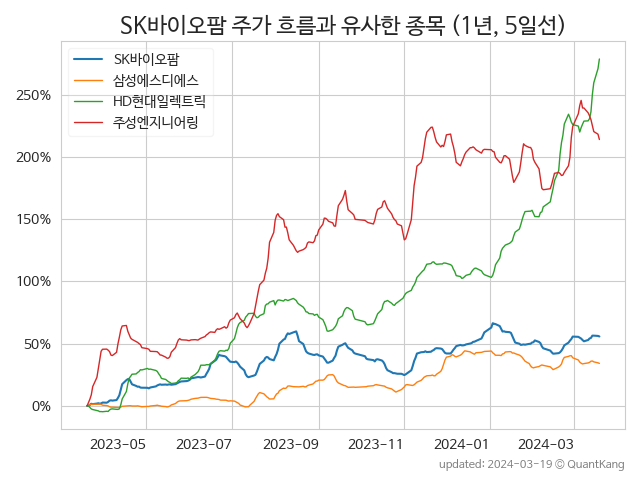 SK바이오팜 주가 흐름과 유사한 종목 (1년, 5일선)
SK바이오팜
삼성에스디에스
HD현대일렉트릭
주성엔지니어링
250%
200%
150%
100%
50%
0%
2023-05 2023-07 2023-09 2023-11 2024-01 2024-03
updated: 2024-03-19 © QuantKang